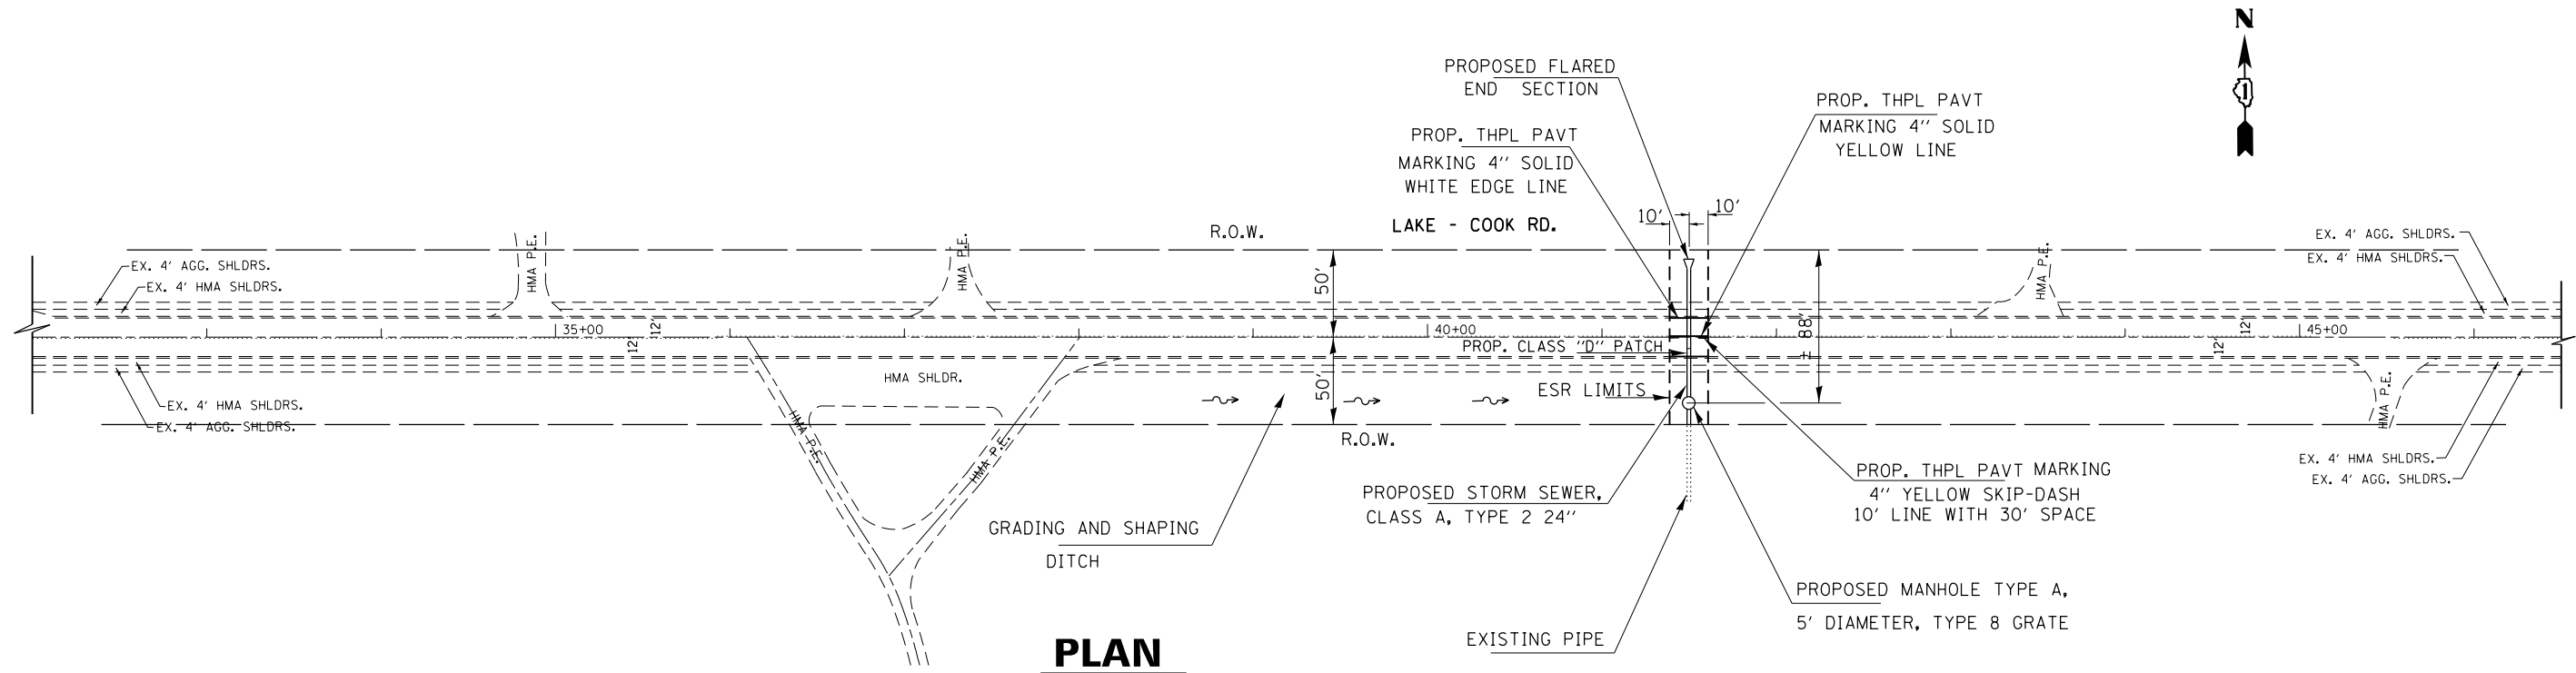 N
1
PROPOSED FLARED
END SECTION
PROP. THPL PAVT
MARKING 4'' SOLID
YELLOW LINE
PROP. THPL PAVT
MARKING 4'' SOLID
WHITE EDGE LINE
10'
10'
LAKE - COOK RD.
R.O.W.
EX. 4' AGG. SHLDRS.
EX. 4' HMA SHLDRS.
HMA P.E.
HMA P.E.
HMA P.E.
EX. 4' AGG. SHLDRS.
EX. 4' HMA SHLDRS.
50'
± 88'
35+00
12'
12'
40+00
12'
12'
45+00
PROP. CLASS "D" PATCH
HMA SHLDR.
50'
ESR LIMITS
EX. 4' HMA SHLDRS.
EX. 4' AGG. SHLDRS.
HMA P.E.
HMA P.E.
HMA P.E.
R.O.W.
EX. 4' HMA SHLDRS.
EX. 4' AGG. SHLDRS.
PROP. THPL PAVT MARKING
4'' YELLOW SKIP-DASH
10' LINE WITH 30' SPACE
PROPOSED STORM SEWER,
CLASS A, TYPE 2 24''
GRADING AND SHAPING
DITCH
PROPOSED MANHOLE TYPE A,
5' DIAMETER, TYPE 8 GRATE
EXISTING PIPE
PLAN